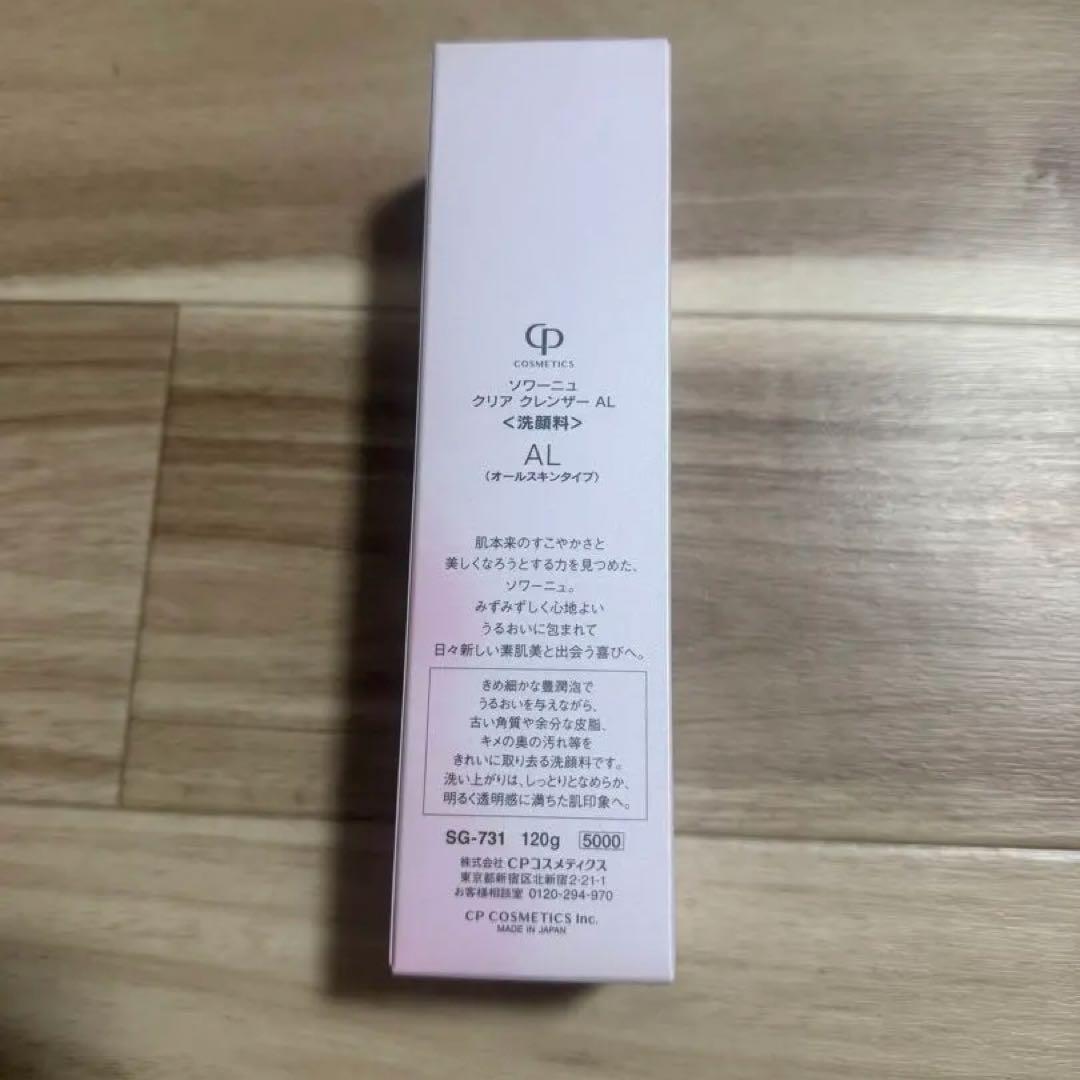 CP
COSMETICS
ソワーニュ
クリア クレンザー AL
<洗顔料>
AL
(オールスキンタイプ)
肌本来のすこやかさと
美しくなろうとする力を見つめた、
ソワーニュ。
みずみずしく心地よい
うるおいに包まれて
日々新しい素肌美と出会う喜びへ。
きめ細かな豊潤泡で
うるおいを与えながら、
古い角質や余分な皮脂、
キメの奥の汚れ等を
きれいに取り去る洗顔料です。
洗い上がりは、しっとりとなめらか、
明るく透明感に満ちた肌印象へ。
SG-731 120g 5000
株式会社 CPコスメティクス
東京都新宿区北新宿2-21-1
お客様相談室 0120-294-970
CP COSMETICS Inc.
MADE IN JAPAN